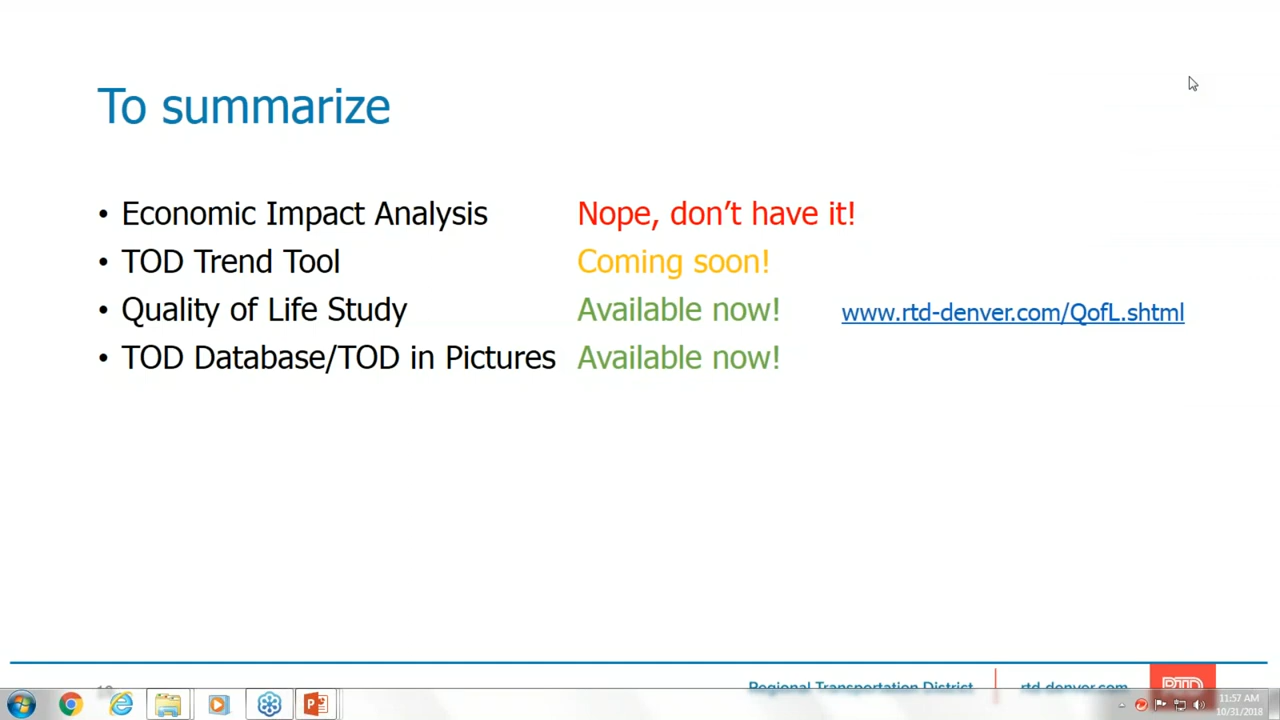 To summarize
• Economic Impact Analysis Nope, don’t have it!
• TOD Trend Tool Coming soon!
• Quality of Life Study Available now! www.rtd-denver.com/QofL.shtml
• TOD Database/TOD in Pictures Available now!
Regional Transportation District rtd-denver.com RTD
11:57 AM
10/31/2018